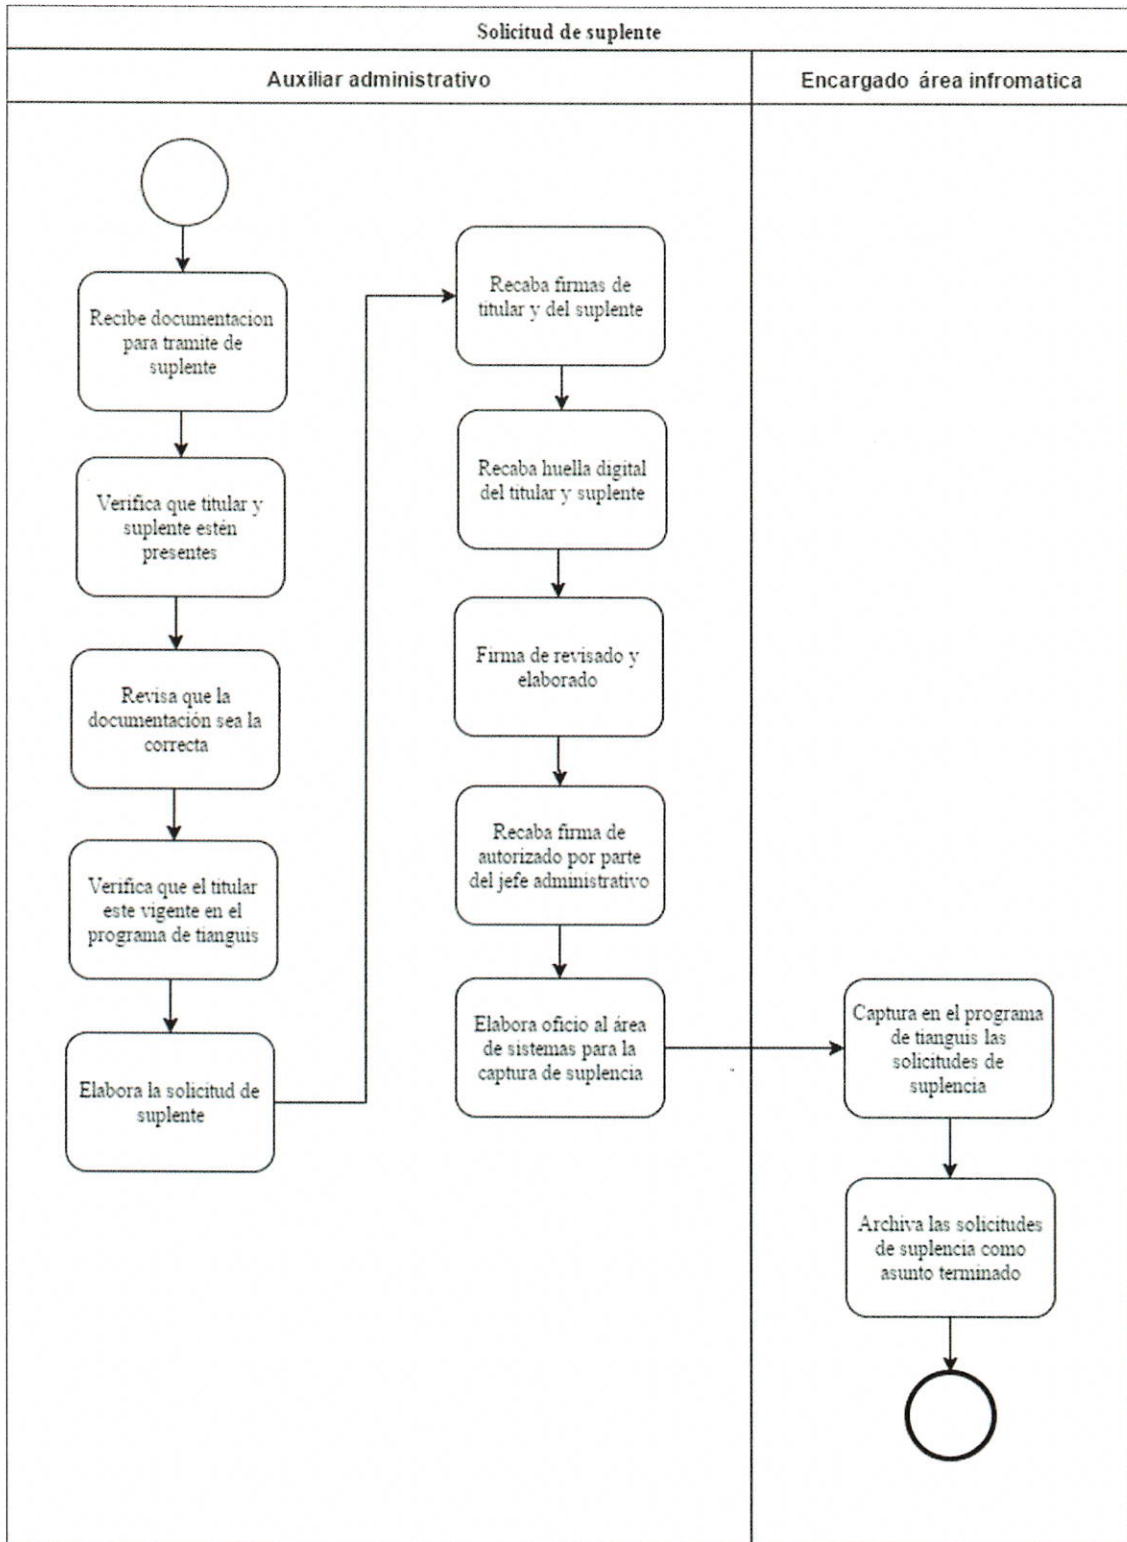 Solicitud de suplente
Auxiliar administrativo
Encargado área infromatica
Recibe documentacion
para tramite de
suplente
Verifica que titular y
suplente estén
presentes
Revisa que la
documentación sea la
correcta
Verifica que el titular
este vigente en el
programa de tianguis
Elabora la solicitud de
suplente
Recaba firmas de
titular y del suplente
Recaba huella digital
del titular y suplente
Firma de revisado y
elaborado
Recaba firma de
autorizado por parte
del jefe administrativo
Elabora oficio al área
de sistemas para la
captura de suplencia
Captura en el programa
de tianguis las
solicitudes de
suplencia
Archiva las solicitudes
de suplencia como
asunto terminado